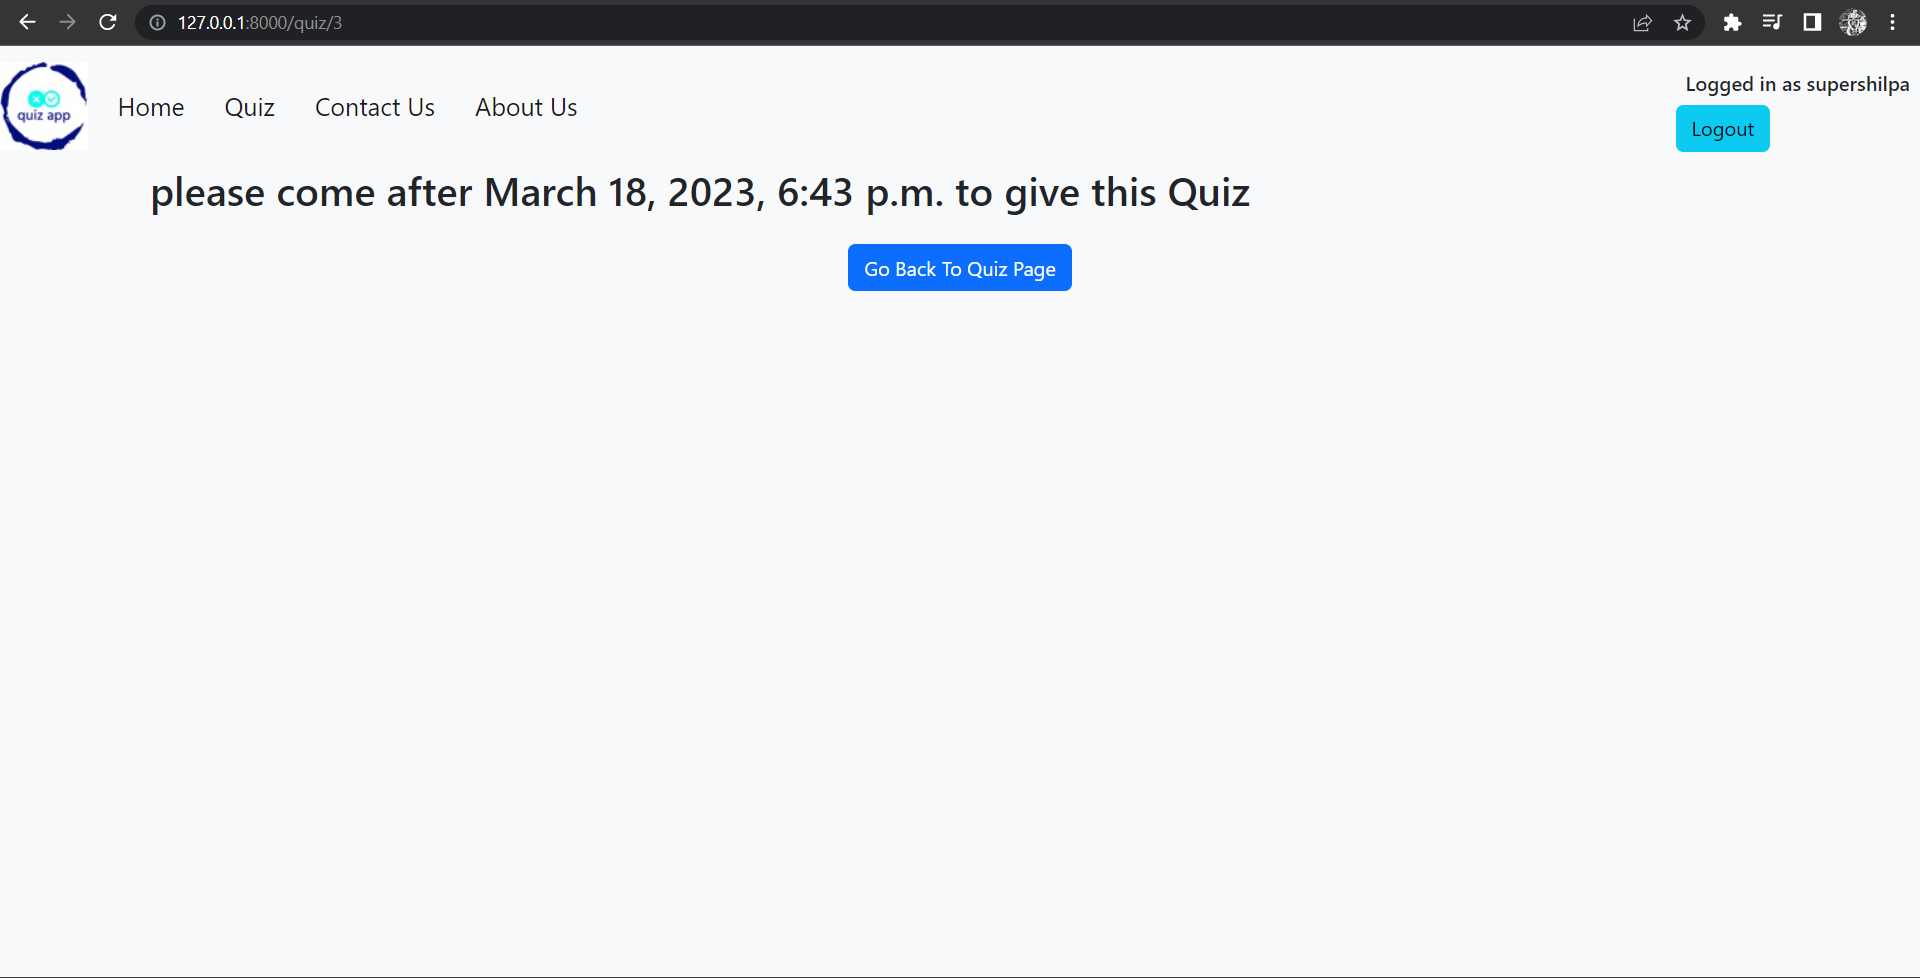 127.0.0.1:8000/quiz/3
quiz app
Home Quiz Contact Us About Us
Logged in as supershilpa
Logout
please come after March 18, 2023, 6:43 p.m. to give this Quiz
Go Back To Quiz Page